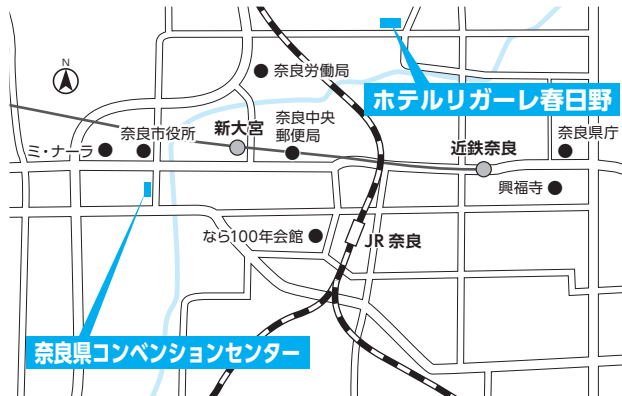 N
奈良労働局
ホテルリガーレ春日野
ミ・ナーラ
奈良市役所
新大宮
奈良中央
郵便局
近鉄奈良
奈良県庁
興福寺
なら100年会館
JR 奈良
奈良県コンベンションセンター